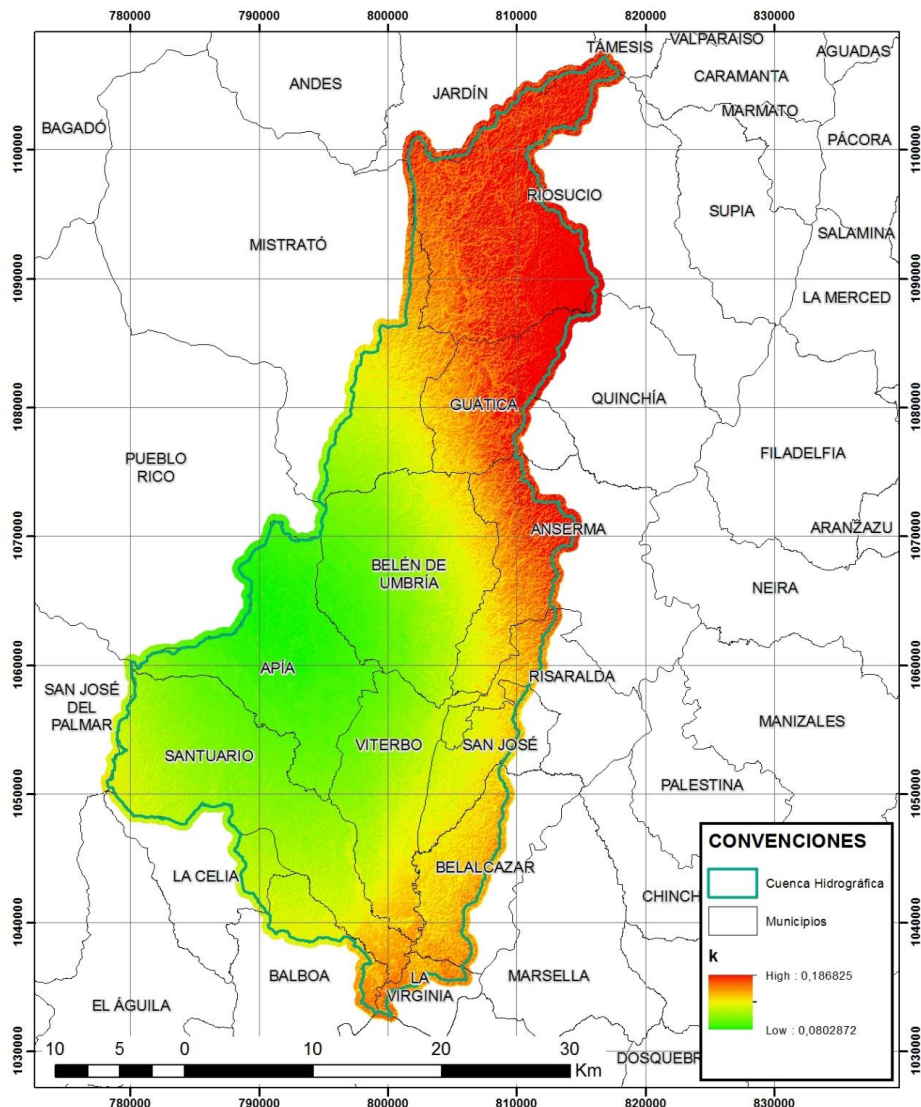 780000 790000 800000 810000 820000 830000
TÁMESIS
VALPARAISO
AGUADAS
ANDES
JARDÍN
CARAMANTA
MARMATO
BAGADÓ
PÁCORA
1100000
1100000
RIOSUCIO
SUPIA
SALAMINA
MISTRATÓ
1090000
1090000
LA MERCED
GUÁTICA
QUINCHÍA
1080000
1080000
PUEBLO
RICO
FILADELFIA
1070000
1070000
ANSERMA
ARANZAZU
BELÉN DE
UMBRÍA
NEIRA
1060000
1060000
APÍA
RISARALDA
SAN JOSÉ
DEL
PALMAR
MANIZALES
SANTUARIO
VITERBO
SAN JOSÉ
1050000
1050000
PALESTINA
LA CELIA
BELALCAZAR
CHINCH
1040000
1040000
BALBOA
LA
VIRGINIA
MARSELLA
EL ÁGUILA
1030000
1030000
DOSQUEBR
CONVENCIONES
Cuenca Hidrográfica
Municipios
k
High : 0,186825
Low : 0,0802872
10 5 0 10 20 30
Km
780000 790000 800000 810000 820000 830000